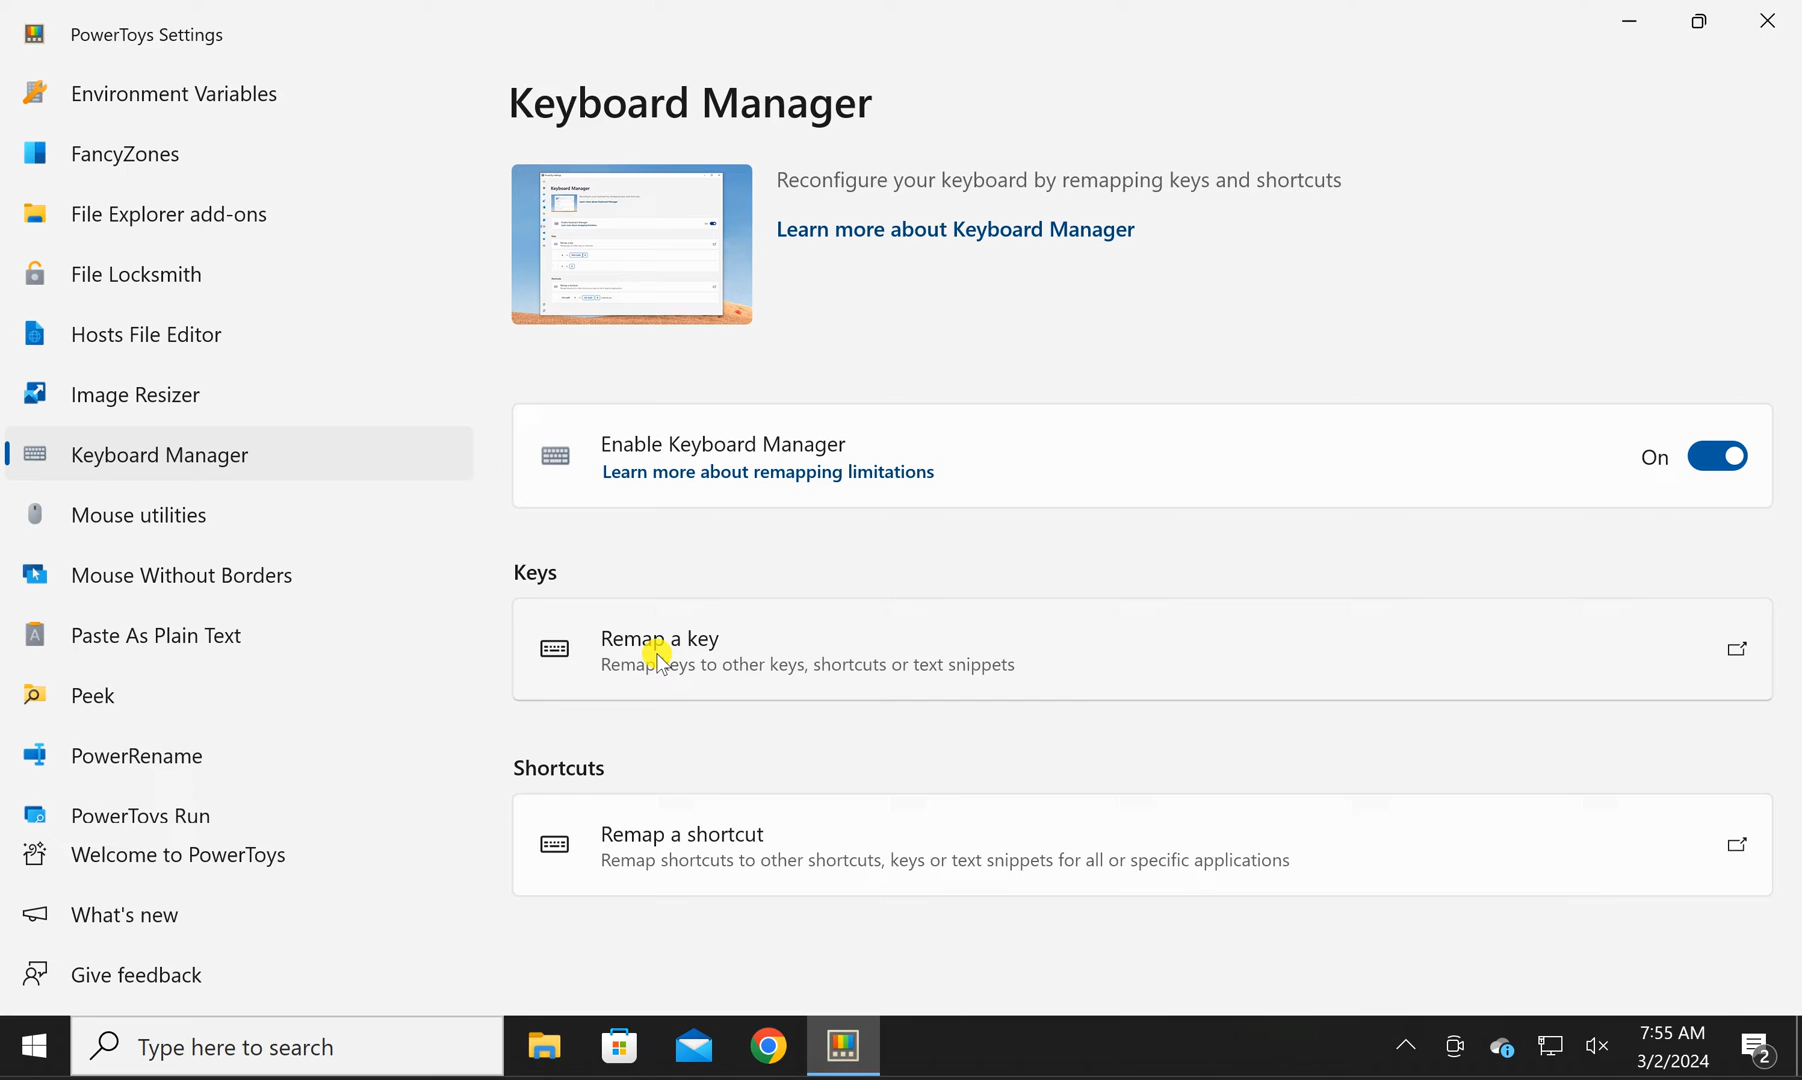 PowerToys Settings
Environment Variables
FancyZones
File Explorer add-ons
File Locksmith
Hosts File Editor
Image Resizer
Keyboard Manager
Mouse utilities
Mouse Without Borders
Paste As Plain Text
Peek
PowerRename
PowerToys Run
Welcome to PowerToys
What's new
Give feedback
Keyboard Manager
Reconfigure your keyboard by remapping keys and shortcuts
Learn more about Keyboard Manager
Enable Keyboard Manager
Learn more about remapping limitations
On
Keys
Remap a key
Remap keys to other keys, shortcuts or text snippets
Shortcuts
Remap a shortcut
Remap shortcuts to other shortcuts, keys or text snippets for all or specific applications
Type here to search
7:55 AM
3/2/2024
2